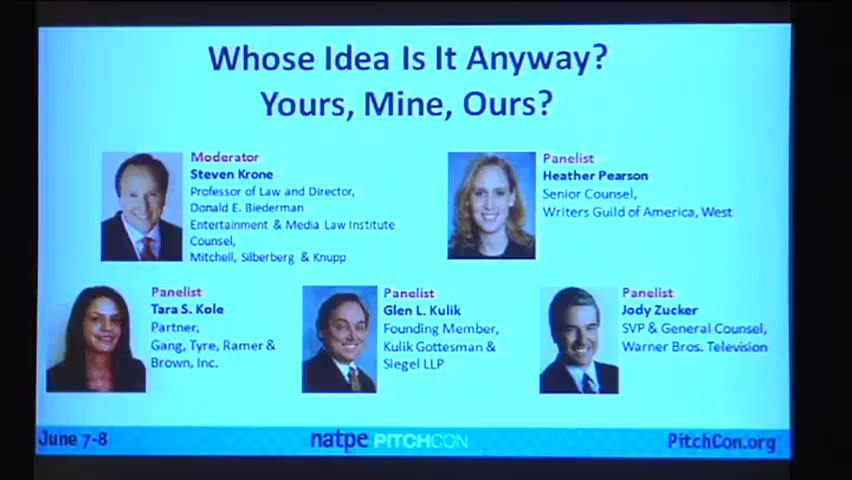 Whose Idea Is It Anyway?
Yours, Mine, Ours?
Moderator
Steven Krone
Professor of Law and Director,
Donald E. Biederman
Entertainment & Media Law Institute
Counsel,
Mitchell, Silberberg & Knupp
Panelist
Heather Pearson
Senior Counsel,
Writers Guild of America, West
Panelist
Tara S. Kole
Partner,
Gang, Tyre, Ramer &
Brown, Inc.
Panelist
Glen L. Kulik
Founding Member,
Kulik Gottesman &
Siegel LLP
Panelist
Jody Zucker
SVP & General Counsel,
Warner Bros. Television
June 7-8
natpe PITCHCON
PitchCon.org